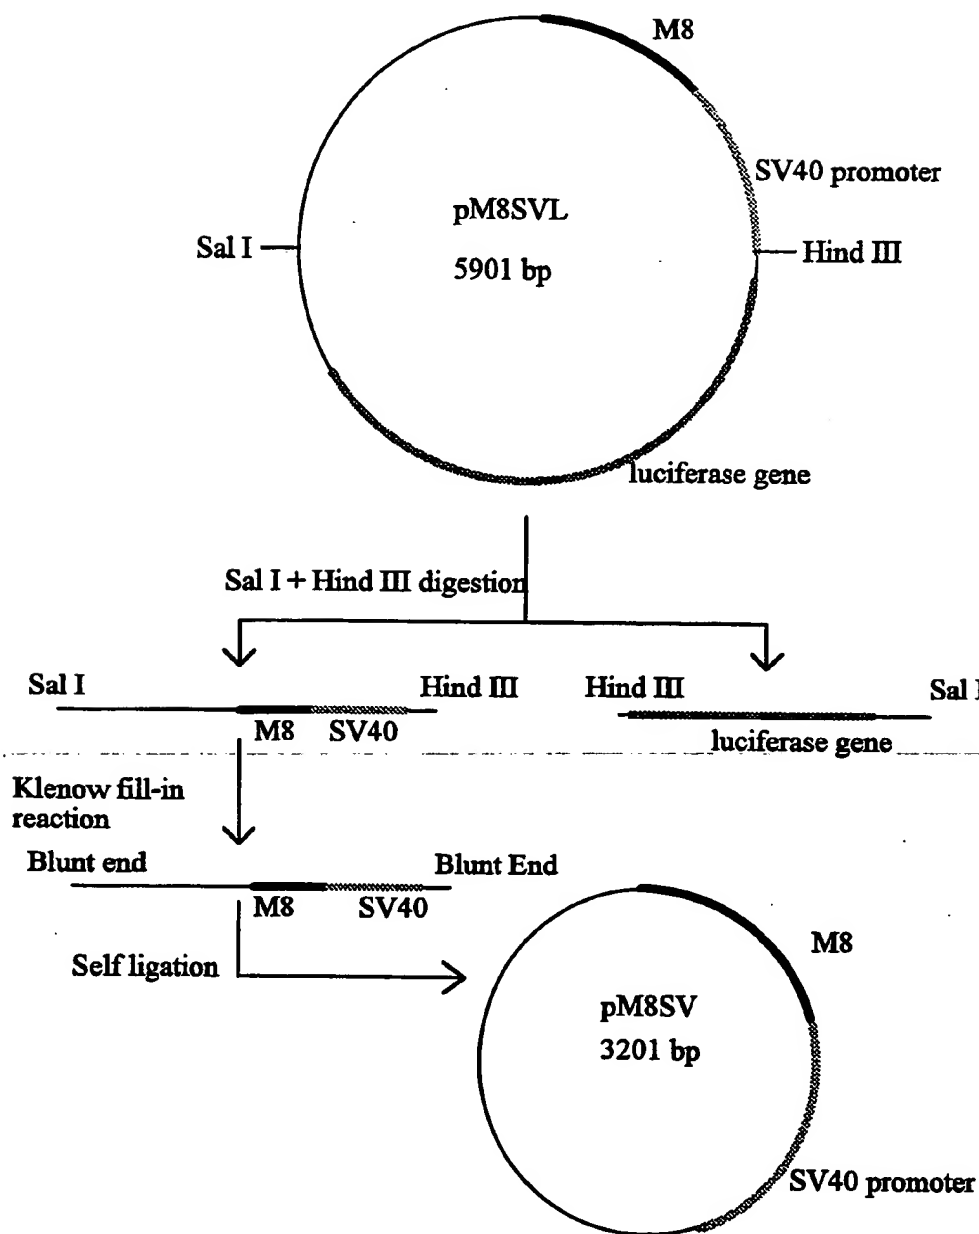 M8
SV40 promoter
pM8SVL
Sal I
Hind III
5901 bp
luciferase gene
Sal I + Hind III digestion
Sal I
Hind III
Hind III
Sal I
M8
SV40
luciferase gene
Klenow fill-in
reaction
Blunt end
Blunt End
M8
SV40
M8
Self ligation
pM8SV
3201 bp
SV40 promoter